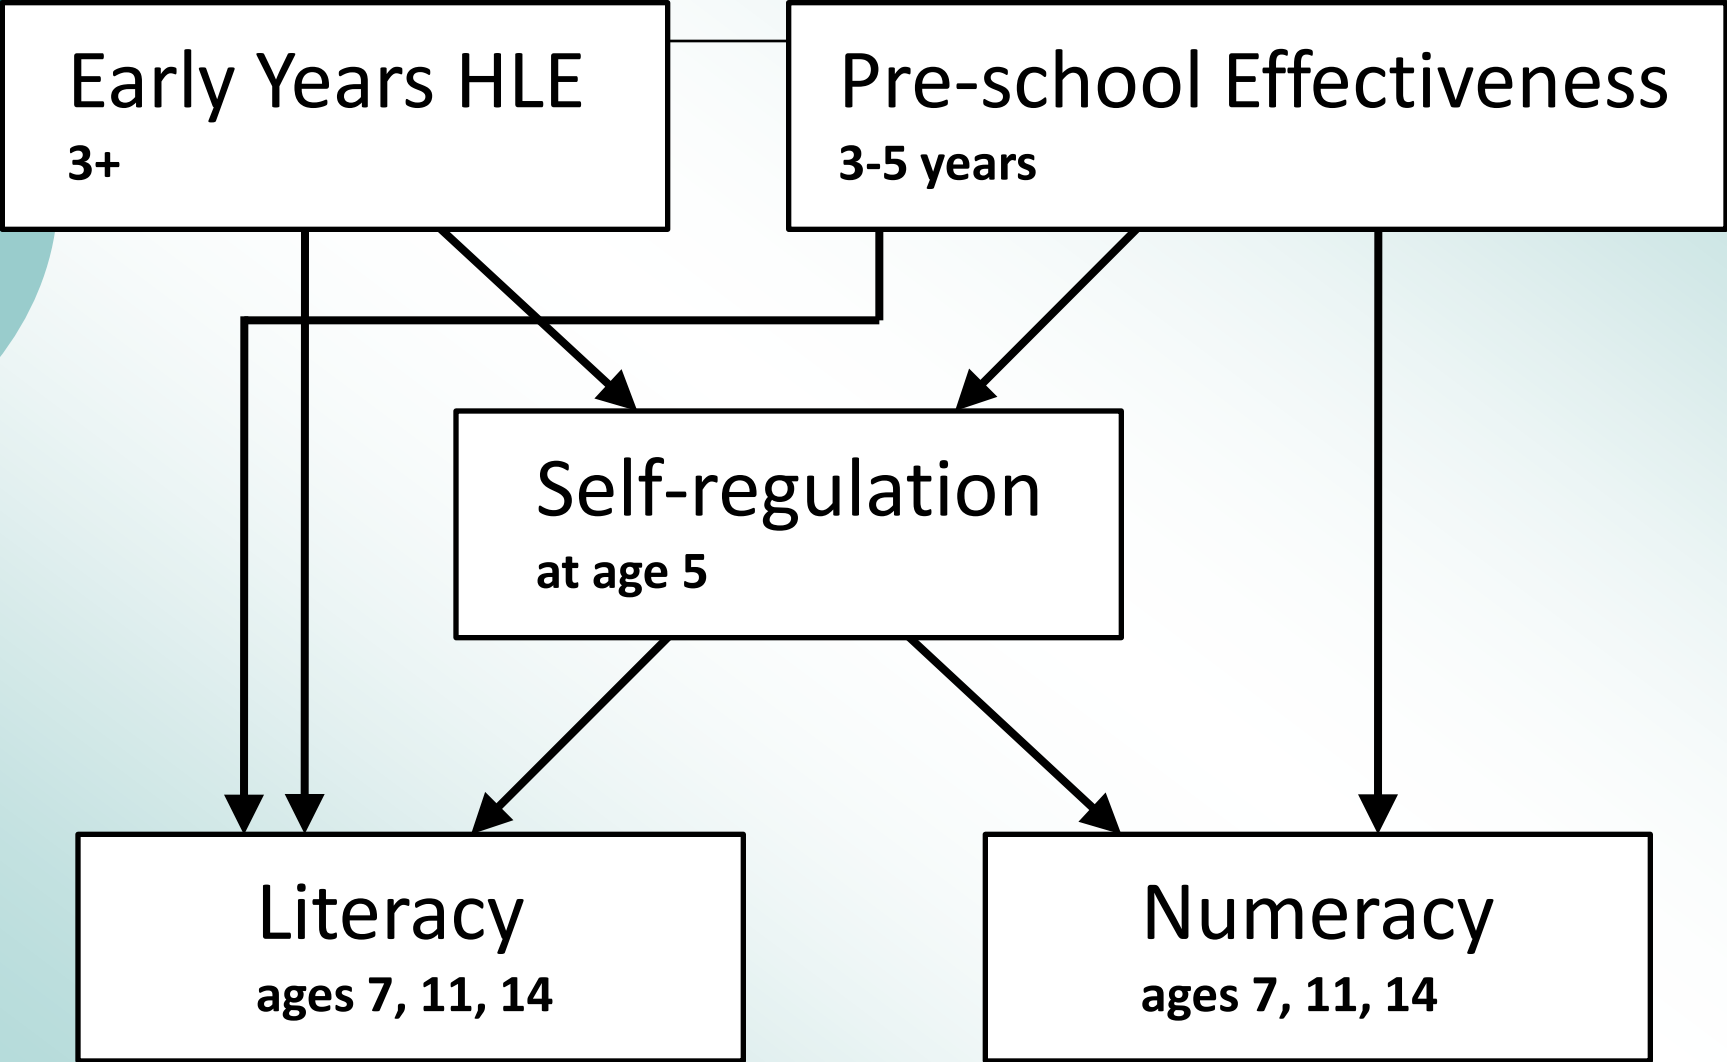 Early Years HLE
3+
Pre-school Effectiveness
3-5 years
Self-regulation
at age 5
Literacy
ages 7, 11, 14
Numeracy
ages 7, 11, 14